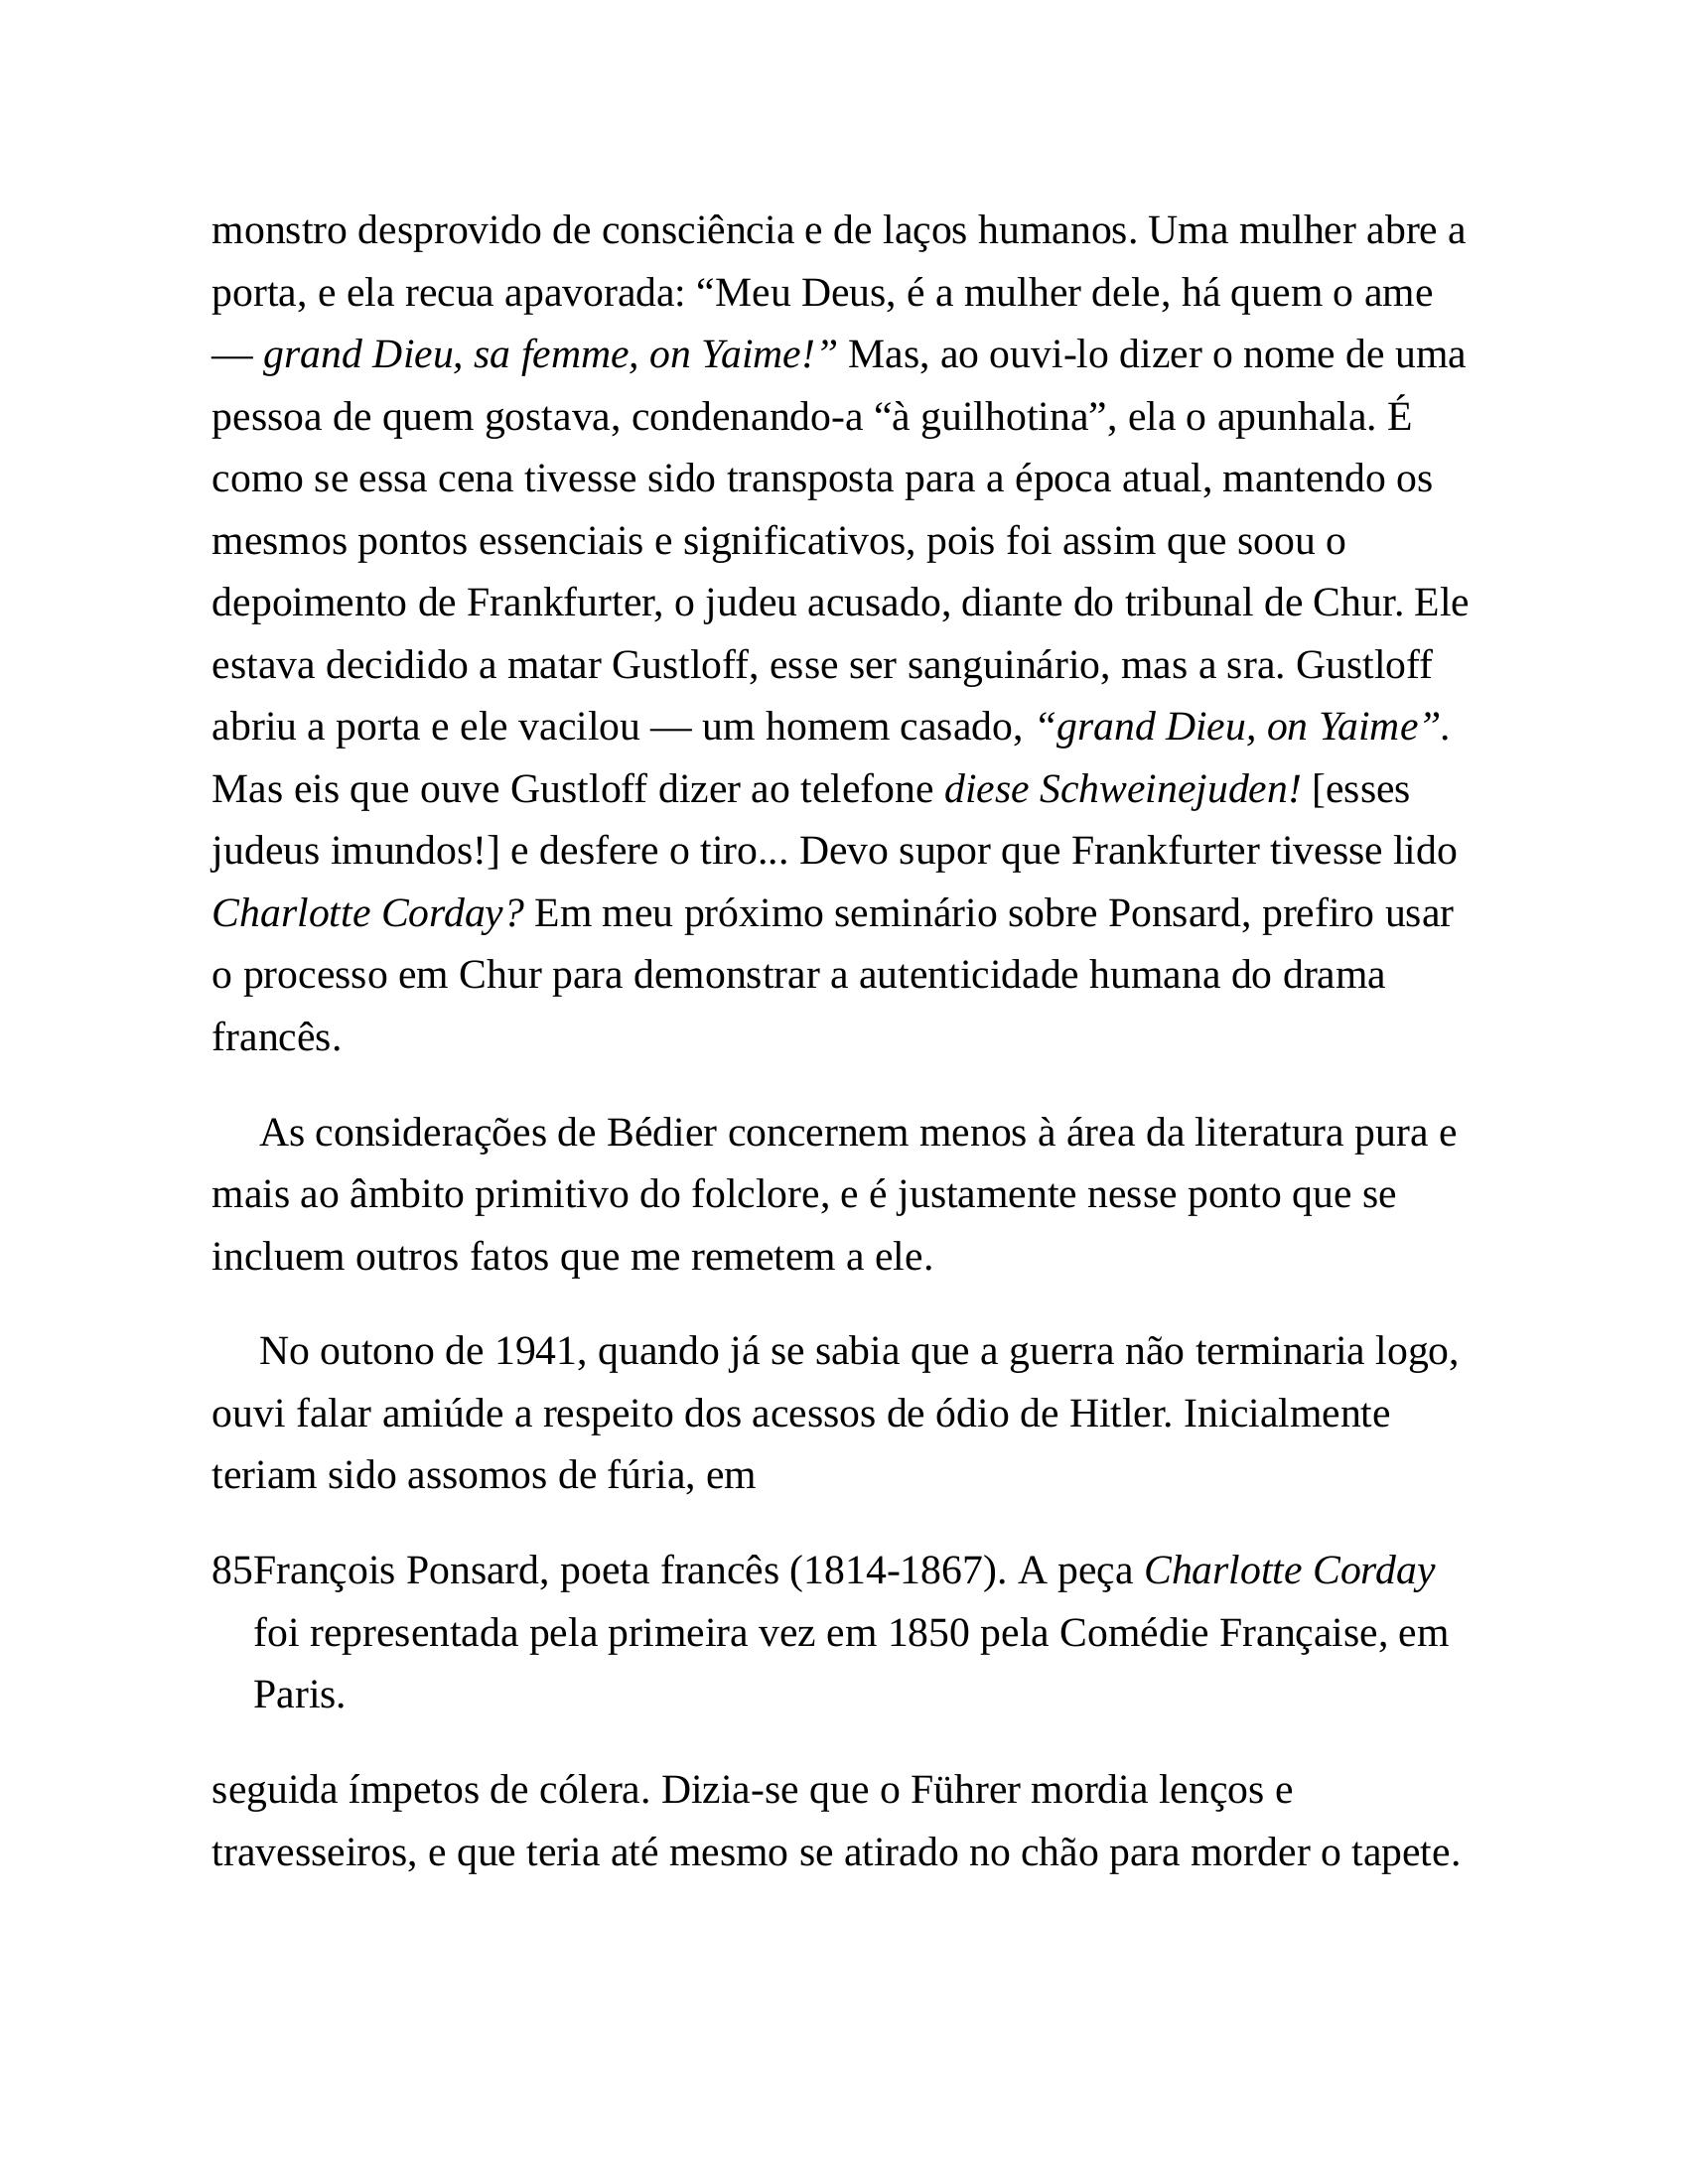 monstro desprovido de consciência e de laços humanos. Uma mulher abre a
porta, e ela recua apavorada: “Meu Deus, é a mulher dele, há quem o ame
— grand Dieu, sa femme, on Yaime!” Mas, ao ouvi-lo dizer o nome de uma
pessoa de quem gostava, condenando-a “à guilhotina”, ela o apunhala. É
como se essa cena tivesse sido transposta para a época atual, mantendo os
mesmos pontos essenciais e significativos, pois foi assim que soou o
depoimento de Frankfurter, o judeu acusado, diante do tribunal de Chur. Ele
estava decidido a matar Gustloff, esse ser sanguinário, mas a sra. Gustloff
abriu a porta e ele vacilou — um homem casado, “grand Dieu, on Yaime”.
Mas eis que ouve Gustloff dizer ao telefone diese Schweinejuden! [esses
judeus imundos!] e desfere o tiro... Devo supor que Frankfurter tivesse lido
Charlotte Corday? Em meu próximo seminário sobre Ponsard, prefiro usar
o processo em Chur para demonstrar a autenticidade humana do drama
francês.
As considerações de Bédier concernem menos à área da literatura pura e
mais ao âmbito primitivo do folclore, e é justamente nesse ponto que se
incluem outros fatos que me remetem a ele.
No outono de 1941, quando já se sabia que a guerra não terminaria logo,
ouvi falar amiúde a respeito dos acessos de ódio de Hitler. Inicialmente
teriam sido assomos de fúria, em
85François Ponsard, poeta francês (1814-1867). A peça Charlotte Corday
foi representada pela primeira vez em 1850 pela Comédie Française, em
Paris.
seguida ímpetos de cólera. Dizia-se que o Führer mordia lenços e
travesseiros, e que teria até mesmo se atirado no chão para morder o tapete.